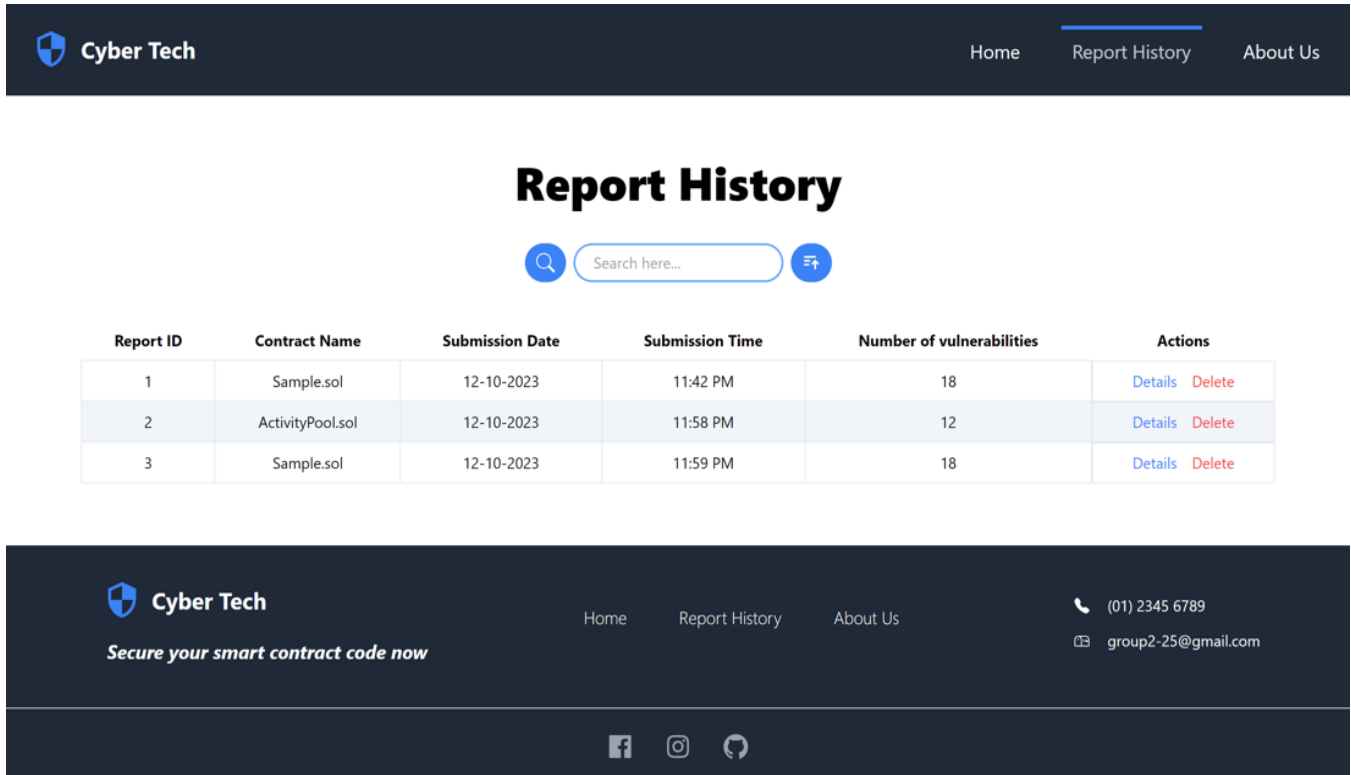 Cyber Tech
Home Report History About Us
Report History
Search here...
Report ID Contract Name Submission Date Submission Time Number of vulnerabilities Actions
1 Sample.sol 12-10-2023 11:42 PM 18 Details Delete
2 ActivityPool.sol 12-10-2023 11:58 PM 12 Details Delete
3 Sample.sol 12-10-2023 11:59 PM 18 Details Delete
Cyber Tech
Secure your smart contract code now
Home Report History About Us
(01) 2345 6789
group2-25@gmail.com